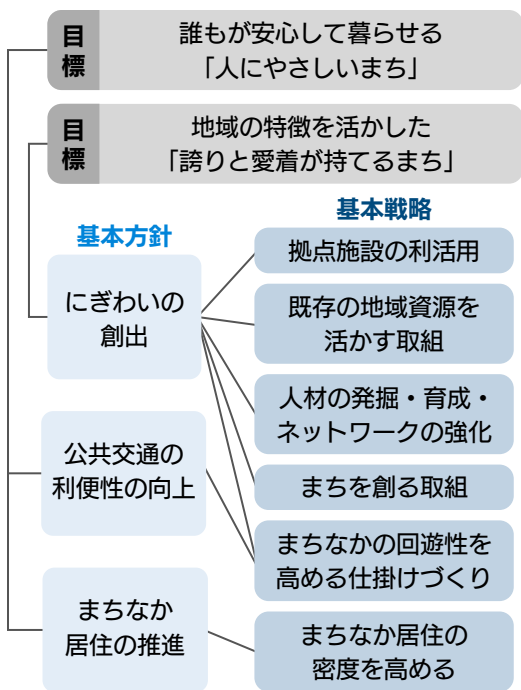 目標
誰もが安心して暮らせる
「人にやさしいまち」
目標
地域の特徴を活かした
「誇りと愛着が持てるまち」
基本方針
にぎわいの
創出
公共交通の
利便性の向上
まちなか
居住の推進
基本戦略
拠点施設の利活用
既存の地域資源を
活かす取組
人材の発掘・育成・
ネットワークの強化
まちを創る取組
まちなかの回遊性を
高める仕掛けづくり
まちなか居住の
密度を高める